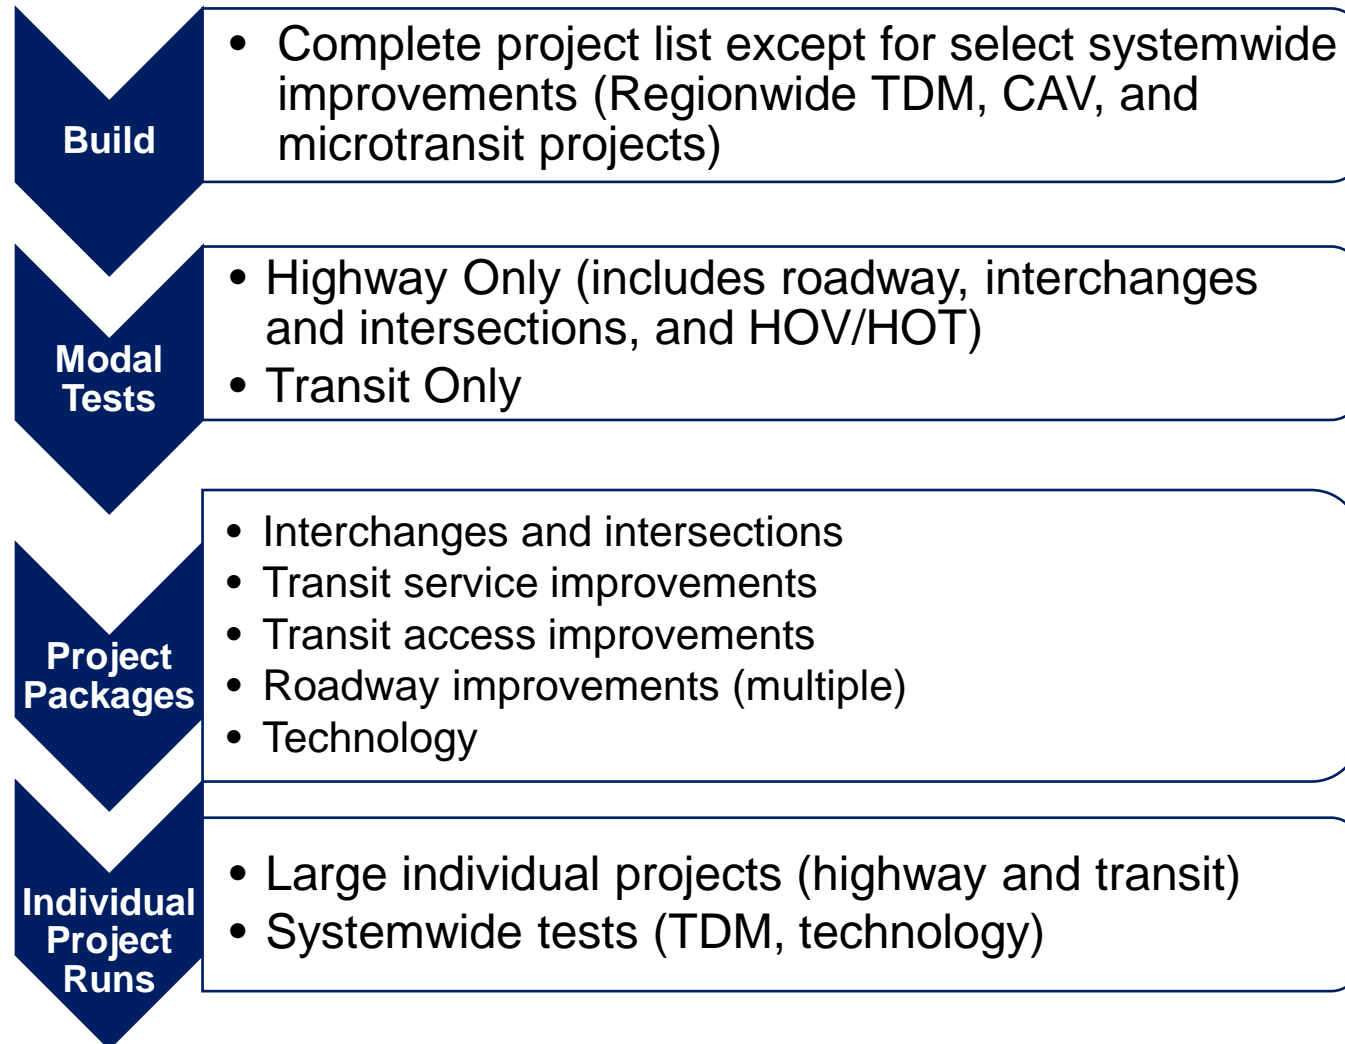 Build
• Complete project list except for select systemwide
improvements (Regionwide TDM, CAV, and
microtransit projects)
Modal
Tests
• Highway Only (includes roadway, interchanges
and intersections, and HOV/HOT)
• Transit Only
Project
Packages
• Interchanges and intersections
• Transit service improvements
• Transit access improvements
• Roadway improvements (multiple)
• Technology
Individual
Project
Runs
• Large individual projects (highway and transit)
• Systemwide tests (TDM, technology)